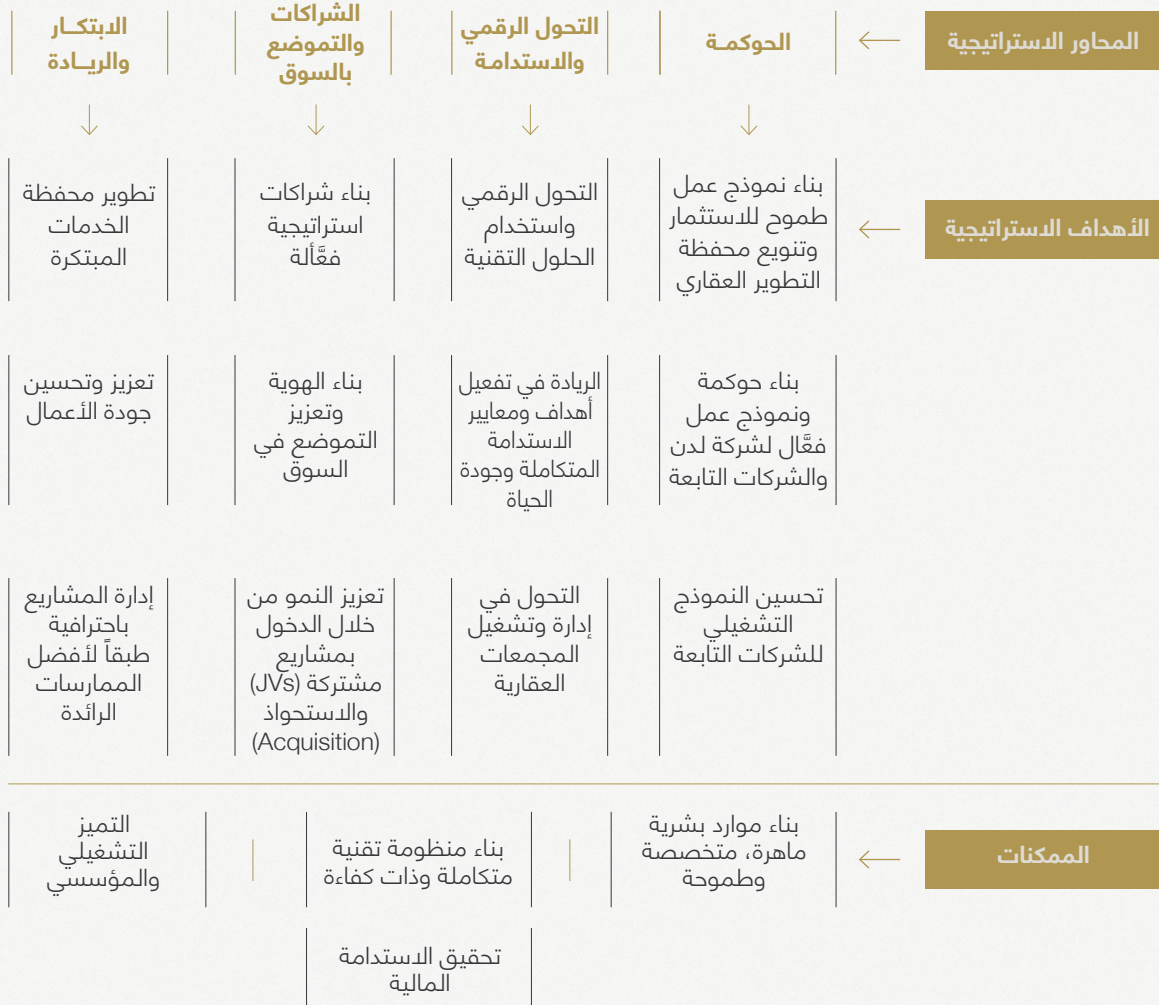 المحاور الاستراتيجية
الحوكمـة
التحول الرقمي
والاستدامـة
الشراكات
والتموضع
بالسوق
الابتكــار
والريــادة
الأهداف الاستراتيجية
بناء نموذج عمل
طموح للاستثمار
وتنويع محفظة
التطوير العقاري
التحول الرقمي
واستخدام
الحلول التقنية
بناء شراكات
استراتيجية
فعَّألة
تطوير محفظة
الخدمات
المبتكرة
بناء حوكمة
ونموذج عمل
فعَّال لشركة لدن
والشركات التابعة
الريادة في تفعيل
أهداف ومعايير
الاستدامة
المتكاملة وجودة
الحياة
بناء الهوية
وتعزيز
التموضع في
السوق
تعزيز وتحسين
جودة الأعمال
تحسين النموذج
التشغيلي
للشركات التابعة
التحول في
إدارة وتشغيل
المجمعات
العقارية
تعزيز النمو من
خلال الدخول
بمشاريع
مشتركة (JVs)
والاستحواذ
(Acquisition)
إدارة المشاريع
باحترافية
طبقاً لأفضل
الممارسات
الرائدة
الممكنات
بناء موارد بشرية
ماهرة، متخصصة
وطموحة
بناء منظومة تقنية
متكاملة وذات كفاءة
التميز
التشغيلي
والمؤسسي
تحقيق الاستدامة
المالية